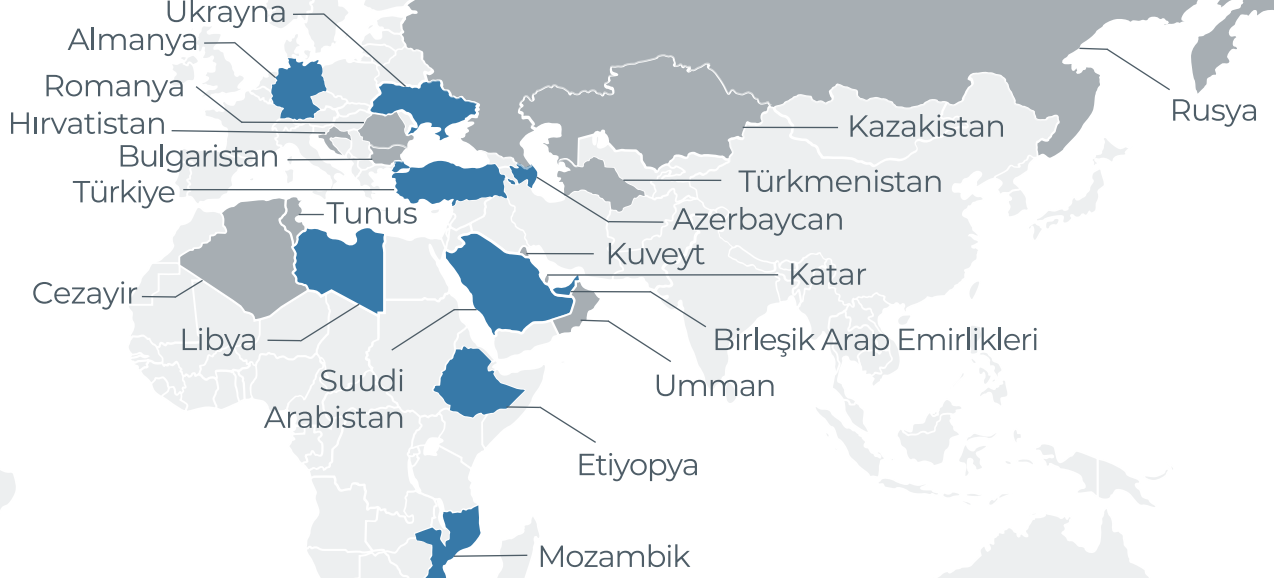 Ukrayna
Almanya
Romanya
Hırvatistan
Bulgaristan
Türkiye
Tunus
Cezayir
Libya
Suudi
Arabistan
Rusya
Kazakistan
Türkmenistan
Azerbaycan
Kuveyt
Katar
Birleşik Arap Emirlikleri
Umman
Etiyopya
Mozambik